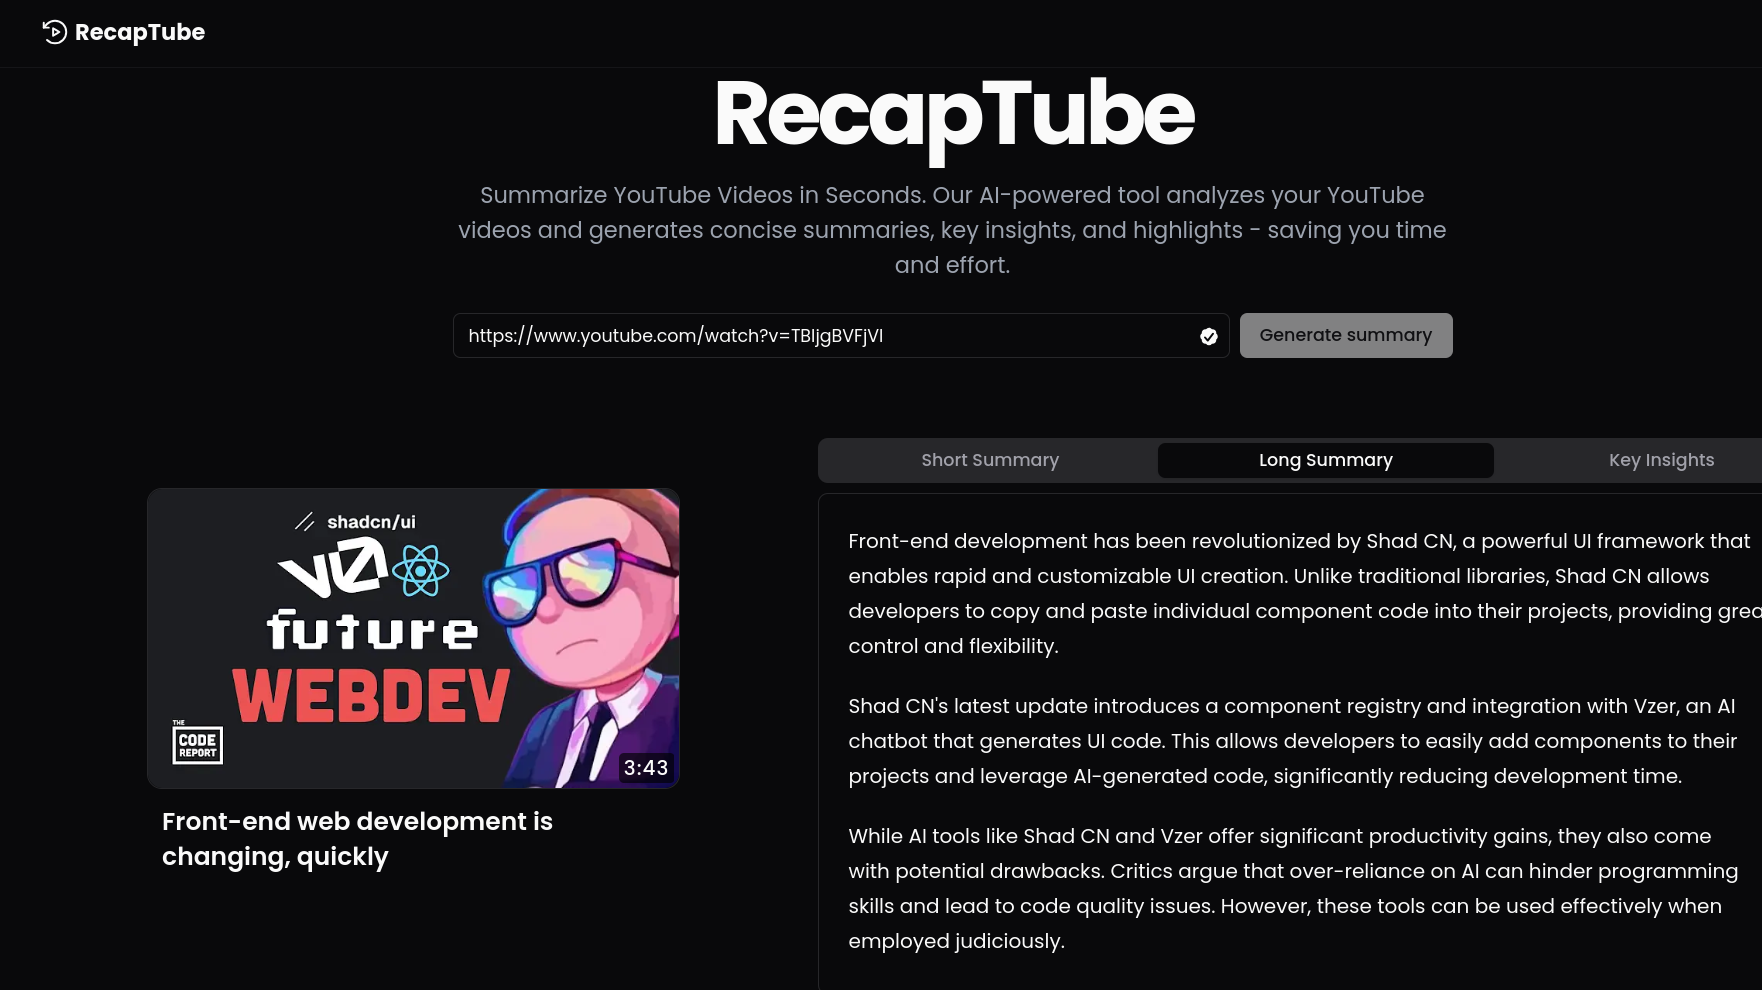 RecapTube
RecapTube
Summarize YouTube Videos in Seconds. Our AI-powered tool analyzes your YouTube
videos and generates concise summaries, key insights, and highlights - saving you time
and effort.
https://www.youtube.com/watch?v=TBIjgBVFjVI
Generate summary
Short Summary
Long Summary
Key Insights
shadcn/ui
v0
future
WEBDEV
THE
CODE
REPORT
3:43
Front-end web development is
changing, quickly
Front-end development has been revolutionized by Shad CN, a powerful UI framework that
enables rapid and customizable UI creation. Unlike traditional libraries, Shad CN allows
developers to copy and paste individual component code into their projects, providing
control and flexibility.
Shad CN's latest update introduces a component registry and integration with Vzer, an AI
chatbot that generates UI code. This allows developers to easily add components to their
projects and leverage AI-generated code, significantly reducing development time.
While AI tools like Shad CN and Vzer offer significant productivity gains, they also come
with potential drawbacks. Critics argue that over-reliance on AI can hinder programming
skills and lead to code quality issues. However, these tools can be used effectively when
employed judiciously.